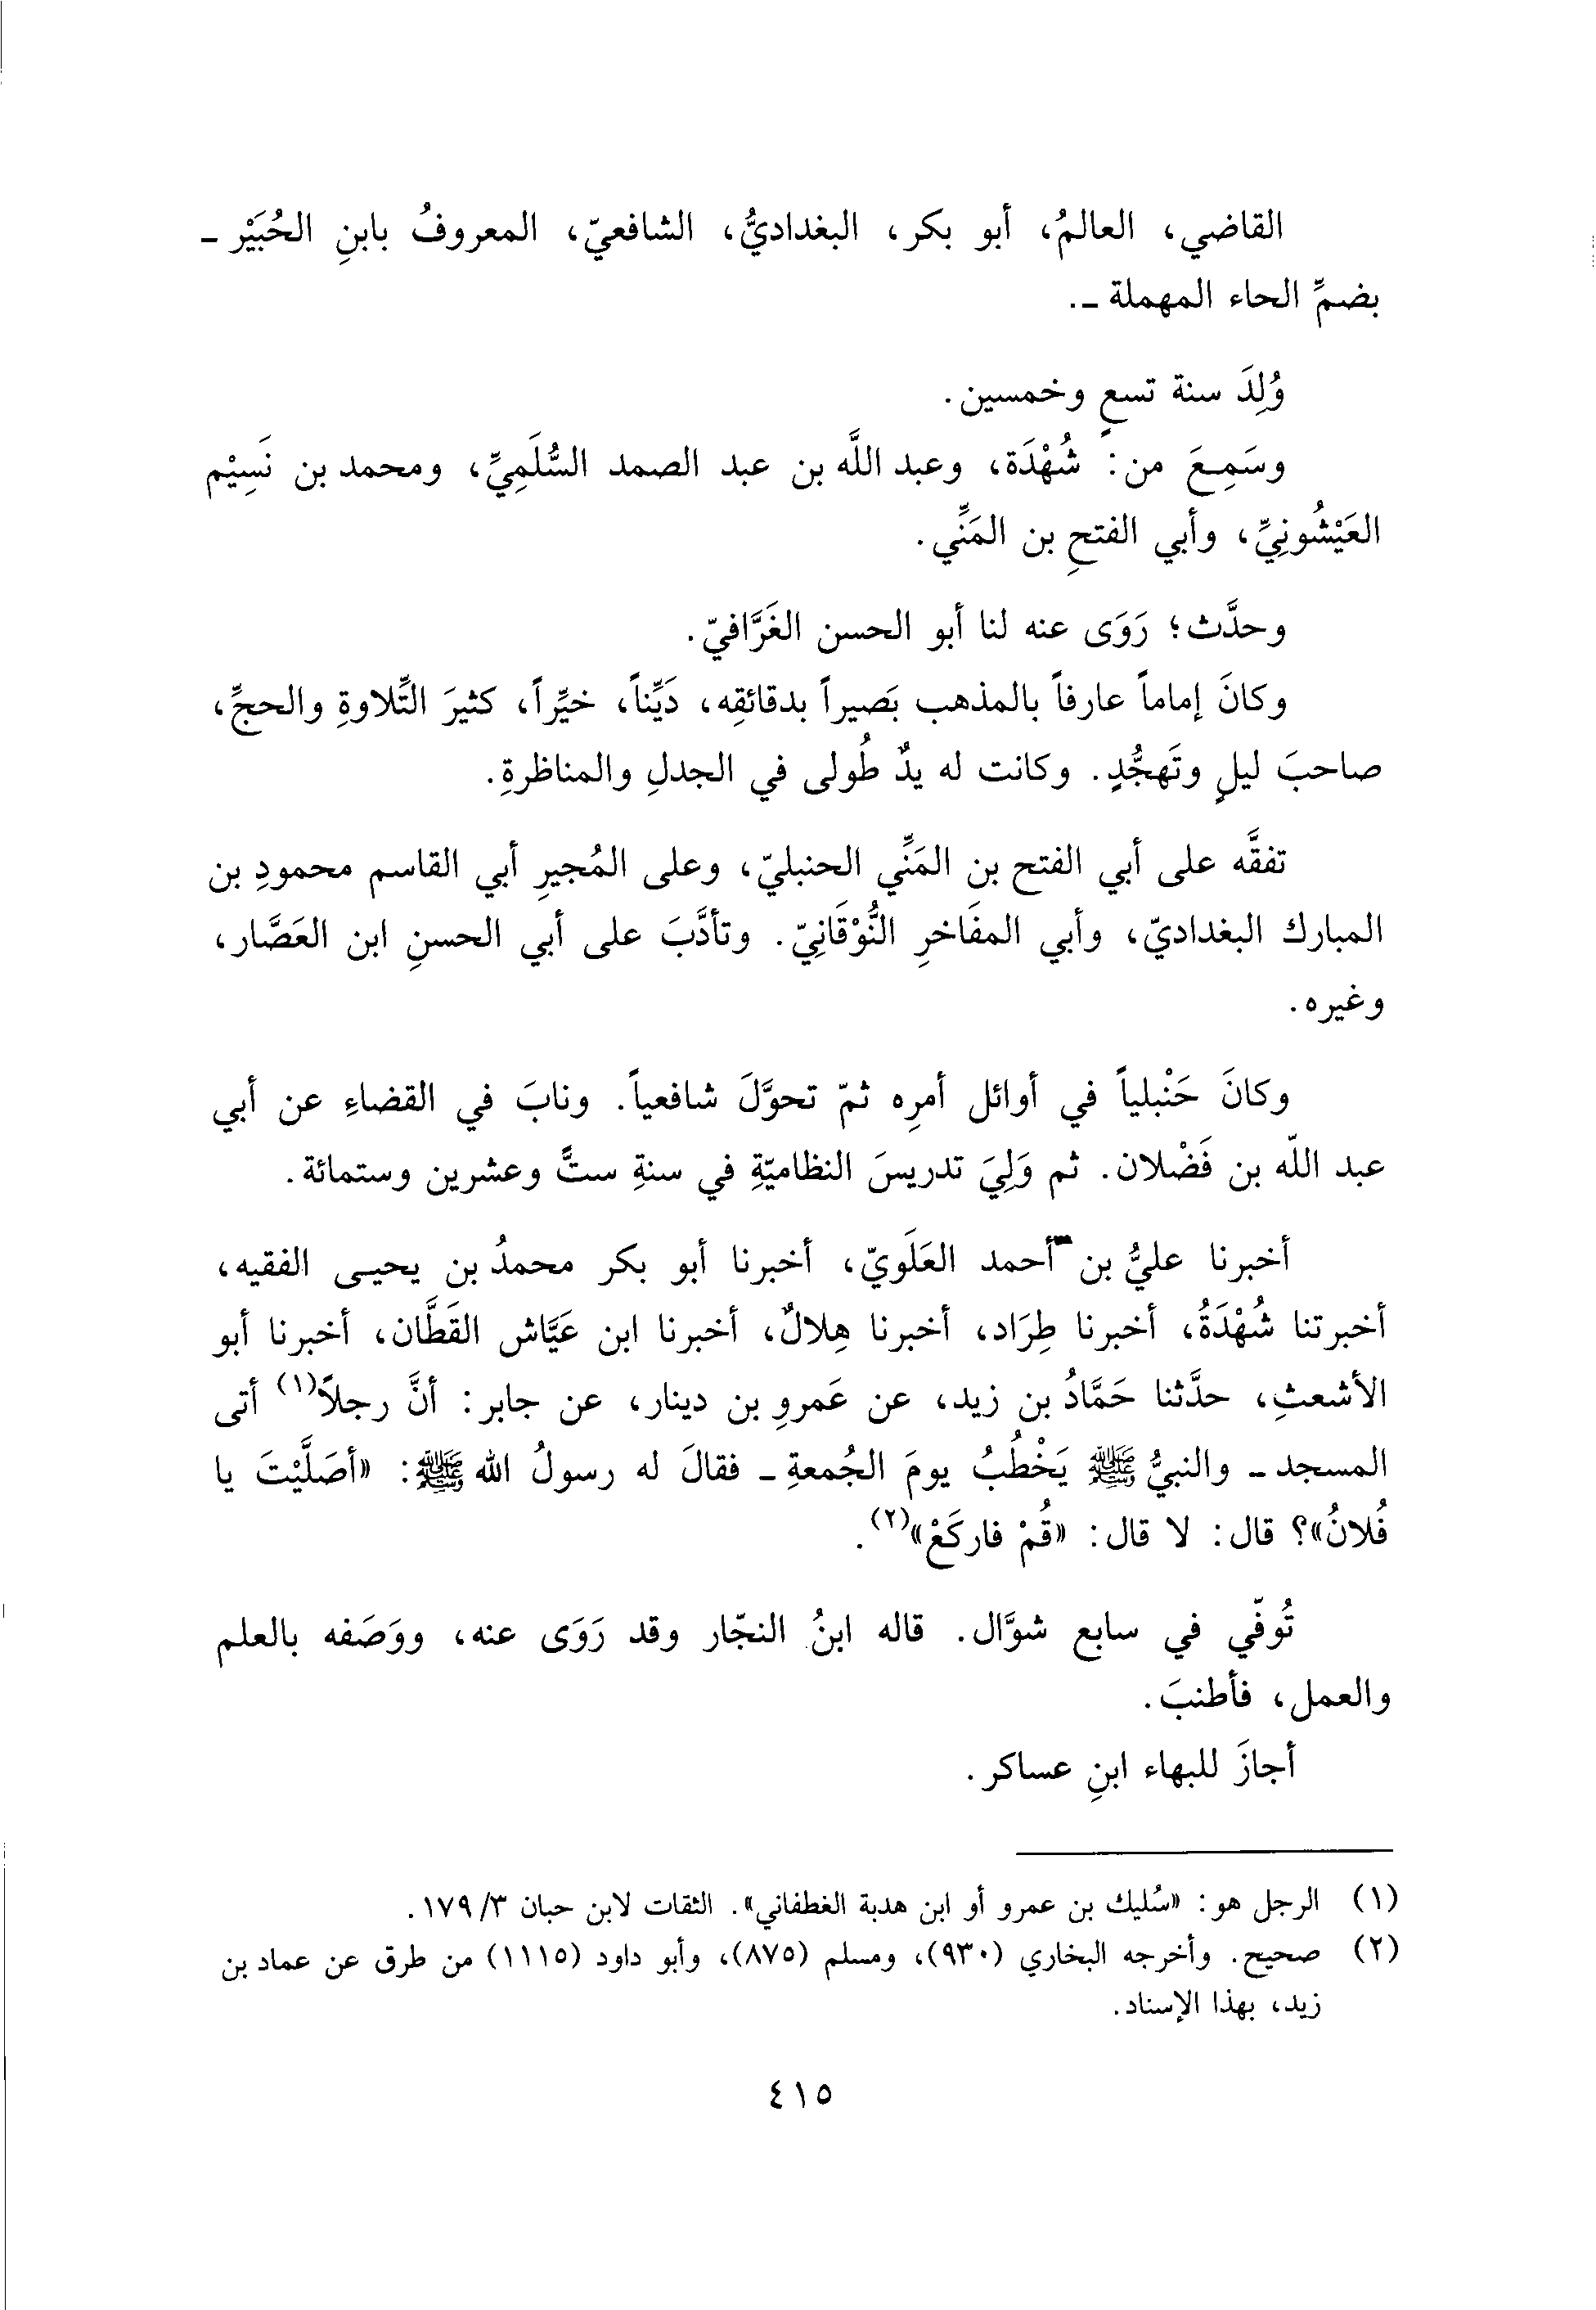 القاضي، العالمُ، أبو بكر، البغداديُّ، الشافعيّ، المعروفُ بابنِ الحُبَيْر -
بضمِّ الحاء المهملة -.
وُلِدَ سنة تسعٍ وخمسين.
وسَمِعَ من: شُهْدَة، وعبد اللَّه بن عبد الصمد السُّلَمِيِّ، ومحمد بن نَسِيْم
العَيْشُونِيِّ، وأبي الفتحِ بن المَنِّي.
وحدَّث؛ رَوَى عنه لنا أبو الحسن الغَرَّافيّ.
وكانَ إماماً عارفاً بالمذهب بَصيراً بدقائقِه، دَيِّناً، خيِّراً، كثيرَ التِّلاوةِ والحجِّ،
صاحبَ ليلٍ وتَهجُّدٍ. وكانت له يدٌ طُولى في الجدلِ والمناظرةِ.
تفقَّه على أبي الفتح بن المَنِّي الحنبليّ، وعلى المُجيرِ أبي القاسم محمودِ بن
المبارك البغداديّ، وأبي المفَاخرِ النُّوْقَانِيّ. وتأدَّبَ على أبي الحسنِ ابن العَصَّار،
وغيره.
وكانَ حَنْبلياً في أوائل أمرِه ثمّ تحوَّلَ شافعياً. ونابَ في القضاءِ عن أبي
عبد اللّه بن فَضْلان. ثم وَلِيَ تدريسَ النظاميّةِ في سنةِ ستٍّ وعشرين وستمائة.
أخبرنا عليُّ بن أحمد العَلَويّ، أخبرنا أبو بكر محمدُ بن يحيى الفقيه،
أخبرتنا شُهْدَةُ، أخبرنا طِرَاد، أخبرنا هِلالٌ، أخبرنا ابن عَيَّاش القَطَّان، أخبرنا أبو
الأشعثِ، حدَّثنا حَمَّادُ بن زيد، عن عَمروِ بن دينار، عن جابر: أنَّ رجلاً(١) أتى
المسجد - والنبيُّ ﷺ يَخْطُبُ يومَ الجُمعةِ - فقالَ له رسولُ الله ﷺ: «أصَلَّيْتَ يا
فُلانُ»؟ قال: لا قال: «قُمْ فاركَعْ»(٢).
تُوفّي في سابع شوَّال. قاله ابنُ النجّار وقد رَوَى عنه، ووَصَفه بالعلم
والعمل، فأطنبَ.
أجازَ للبهاء ابنِ عساكر.
(١) الرجل هو: «سُليك بن عمرو أو ابن هدبة الغطفاني». الثقات لابن حبان ٣/ ١٧٩.
(٢) صحيح. وأخرجه البخاري (٩٣٠)، ومسلم (٨٧٥)، وأبو داود (١١١٥) من طرق عن عماد بن
زيد، بهذا الإسناد.
٤١٥